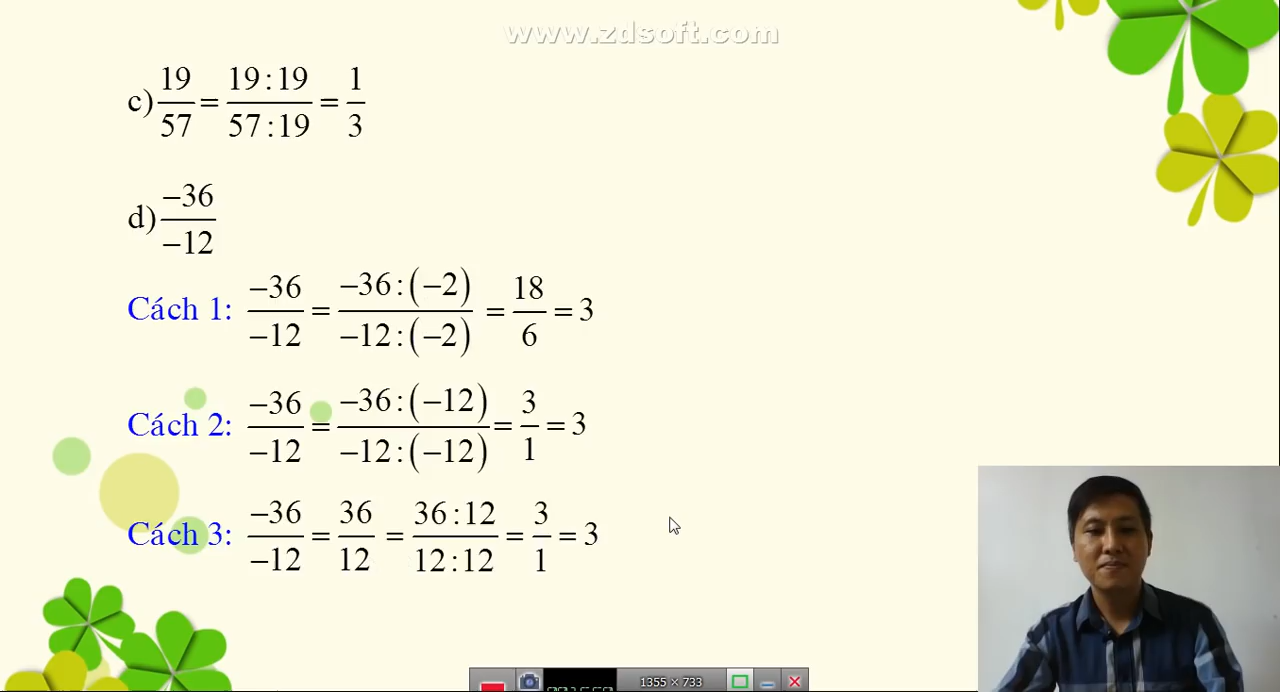 www.zdsoft.com
c) 19/57 = 19 : 19/57 : 19 = 1/3
d) −36/−12
Cách 1: −36/−12 = −36 : (−2)/−12 : (−2) = 18/6 = 3
Cách 2: −36/−12 = −36 : (−12)/−12 : (−12) = 3/1 = 3
Cách 3: −36/−12 = 36/12 = 36 : 12/12 : 12 = 3/1 = 3
1355 × 733